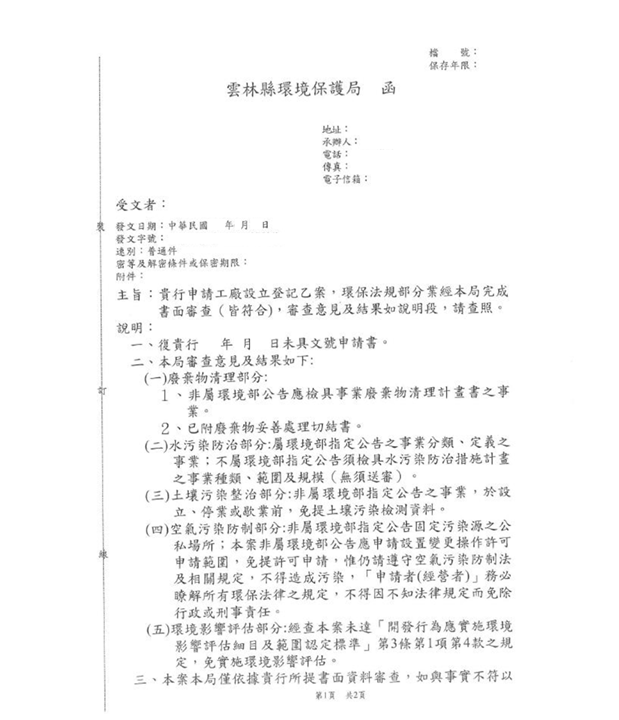 檔　　號：
保存年限：
雲林縣環境保護局　函
地址：
承辦人：
電話：
傳真：
電子信箱：
受文者：
發文日期：中華民國　年　月　日
發文字號：
速別：普通件
密等及解密條件或保密期限：
附件：
主旨：貴行申請工廠設立登記乙案，環保法規部分業經本局完成
書面審查（皆符合），審查意見及結果如說明段，請查照。
說明：
一、復貴行　年　月　日未具文號申請書。
二、本局審查意見及結果如下:
(一)廢棄物清理部分:
1、非屬環境部公告應檢具事業廢棄物清理計畫書之事
業。
2、已附廢棄物妥善處理切結書。
(二)水污染防治部分:屬環境部指定公告之事業分類、定義之
事業；不屬環境部指定公告須檢具水污染防治措施計畫
之事業種類、範圍及規模（無須送審）。
(三)土壤污染整治部分:非屬環境部指定公告之事業，於設
立、停業或歇業前，免提土壤污染檢測資料。
(四)空氣污染防制部分:非屬環境部指定公告固定污染源之公
私場所；本案非屬環境部公告應申請設置變更操作許可
申請範圍，免提許可申請，惟仍請遵守空氣污染防制法
及相關規定，不得造成污染，「申請者(經營者)」務必
瞭解所有環保法律之規定，不得因不知法律規定而免除
行政或刑事責任。
(五)環境影響評估部分:經查本案未達「開發行為應實施環境
影響評估細目及範圍認定標準」第3條第1項第4款之規
定，免實施環境影響評估。
三、本案本局僅依據貴行所提書面資料審查，如與事實不符以
第1頁　共2頁
裝
訂
線